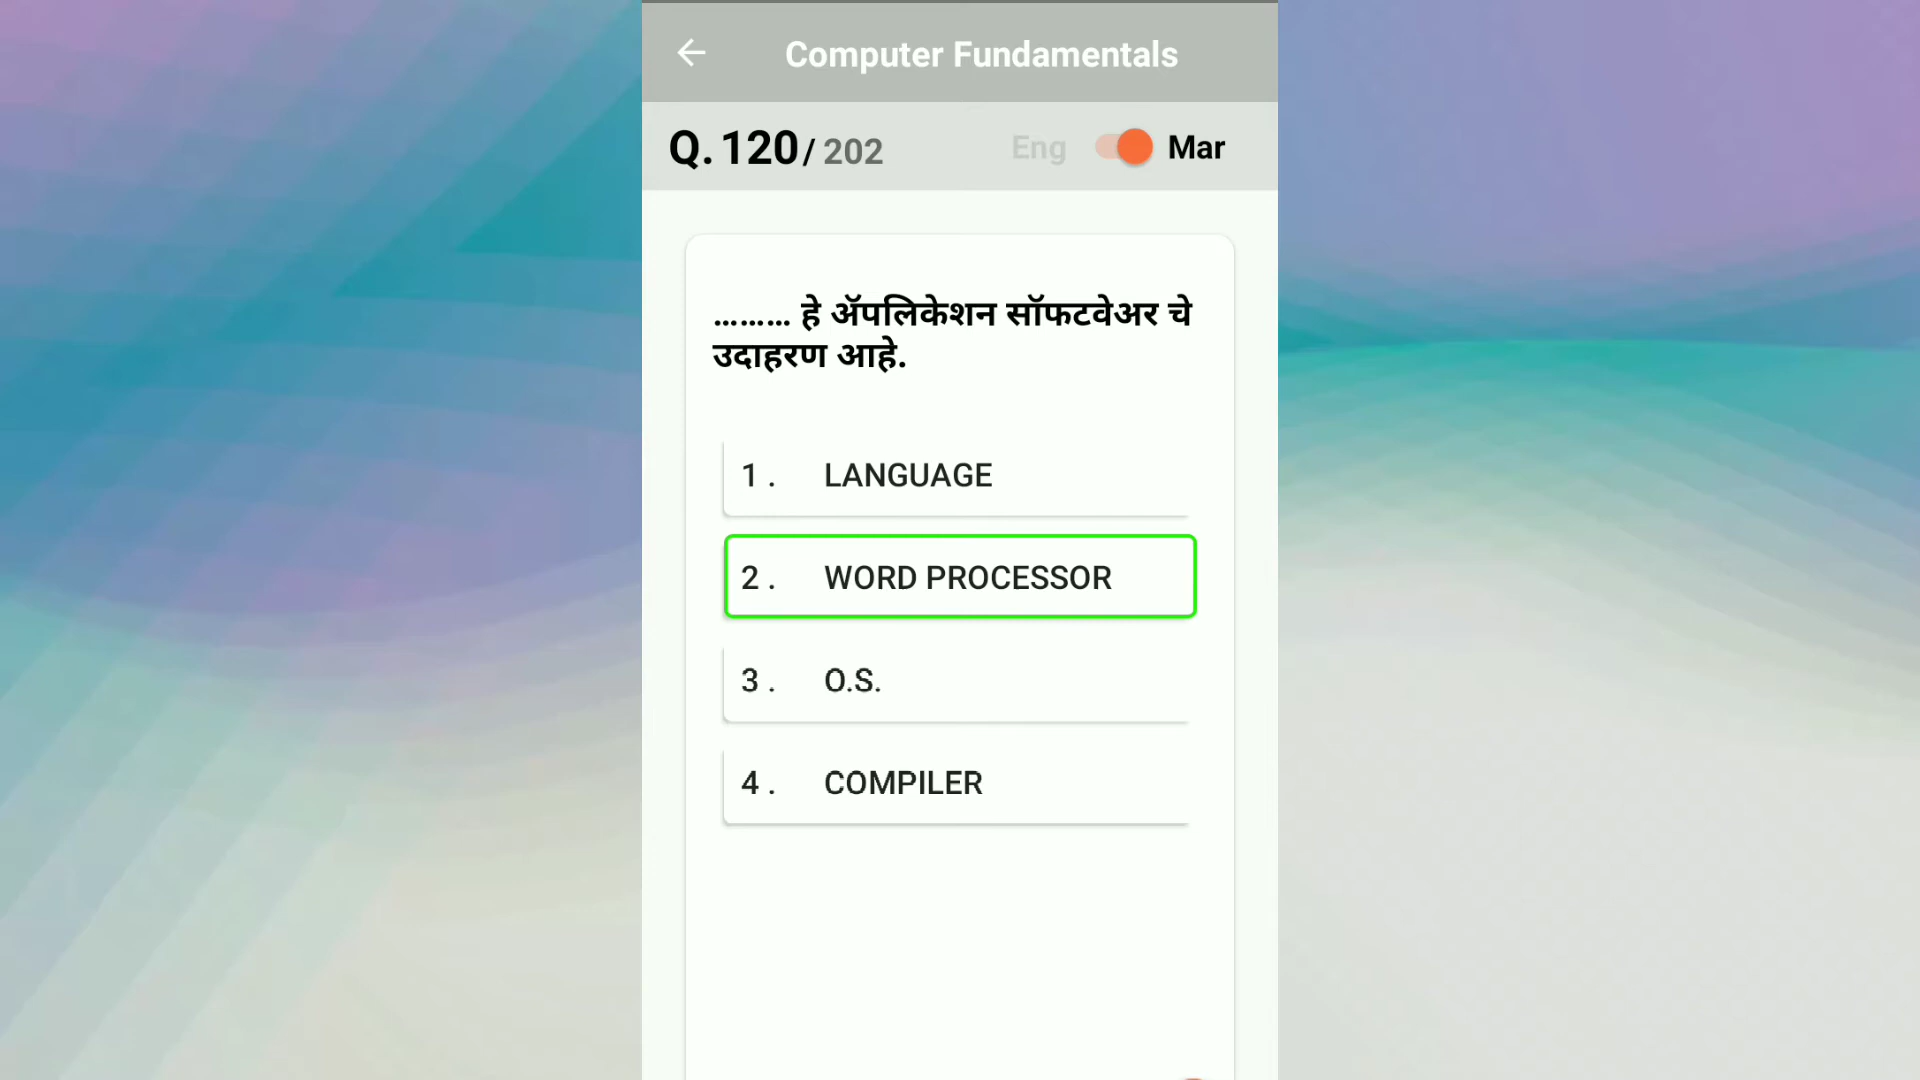 Computer Fundamentals
Q. 120/ 202 Eng Mar
......... हे ॲपलिकेशन सॉफटवेअर चे
उदाहरण आहे.
1 . LANGUAGE
2 . WORD PROCESSOR
3 . O.S.
4 . COMPILER